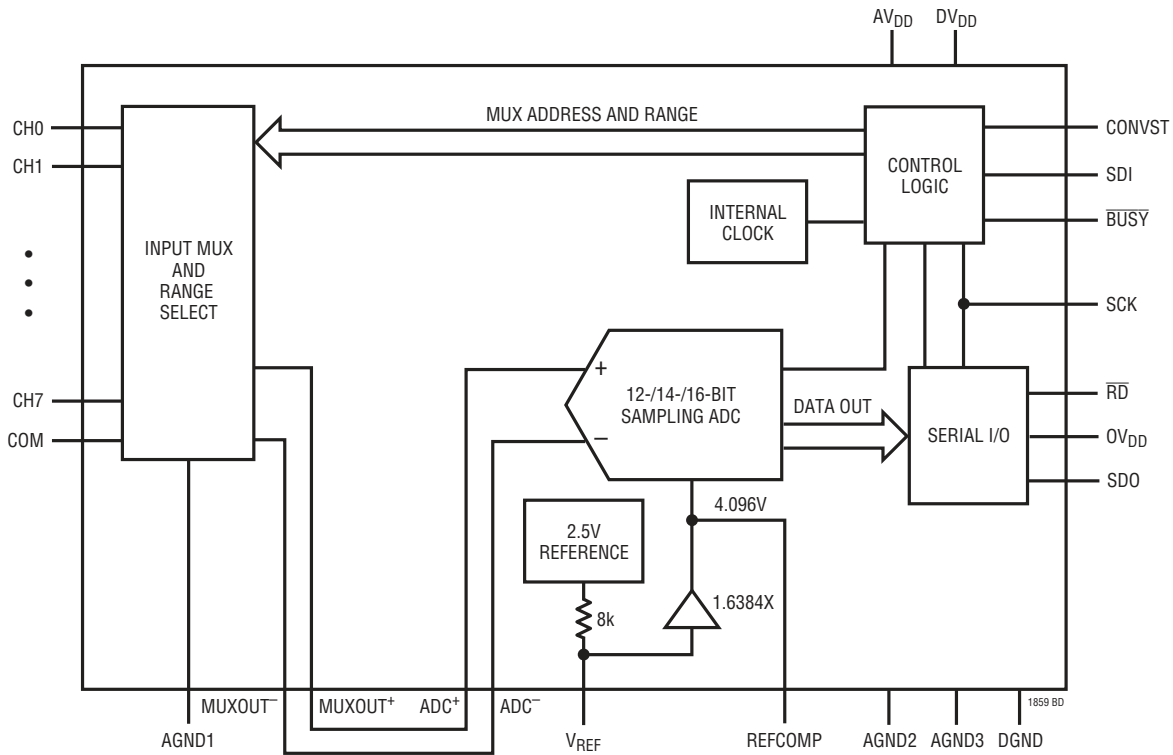 AVDD DVDD
CH0
CH1
CH7
COM
INPUT MUX
AND
RANGE
SELECT
MUX ADDRESS AND RANGE
INTERNAL
CLOCK
CONTROL
LOGIC
CONVST
SDI
BUSY
SCK
+
−
12-/14-/16-BIT
SAMPLING ADC
DATA OUT
SERIAL I/O
RD
OVDD
SDO
2.5V
REFERENCE
8k
4.096V
1.6384X
MUXOUT− MUXOUT+ ADC+ ADC−
1859 BD
AGND1 VREF REFCOMP AGND2 AGND3 DGND